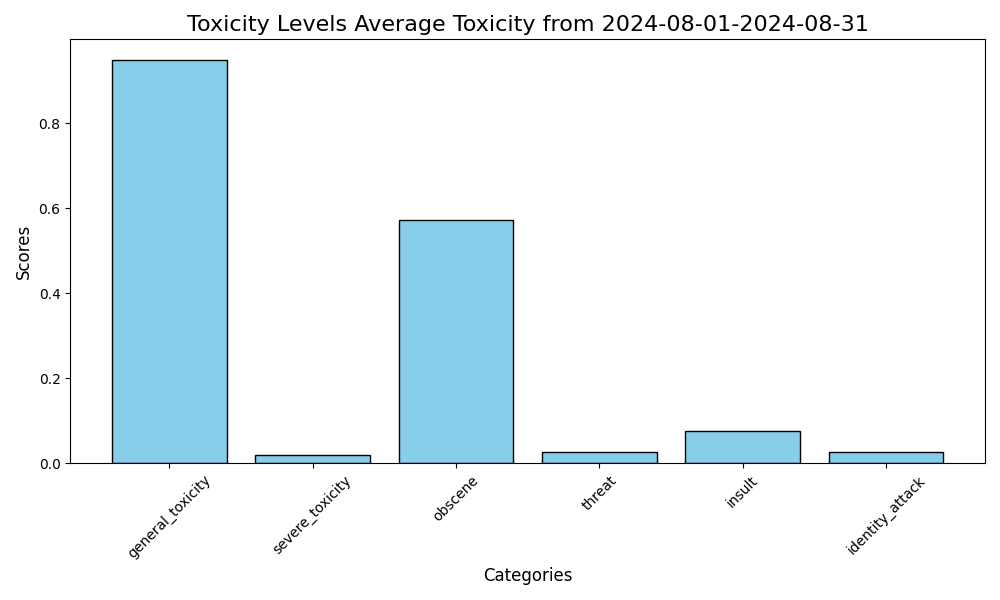 Toxicity Levels Average Toxicity from 2024-08-01-2024-08-31
Scores
0.8
0.6
0.4
0.2
0.0
general_toxicity
severe_toxicity
obscene
threat
insult
identity_attack
Categories